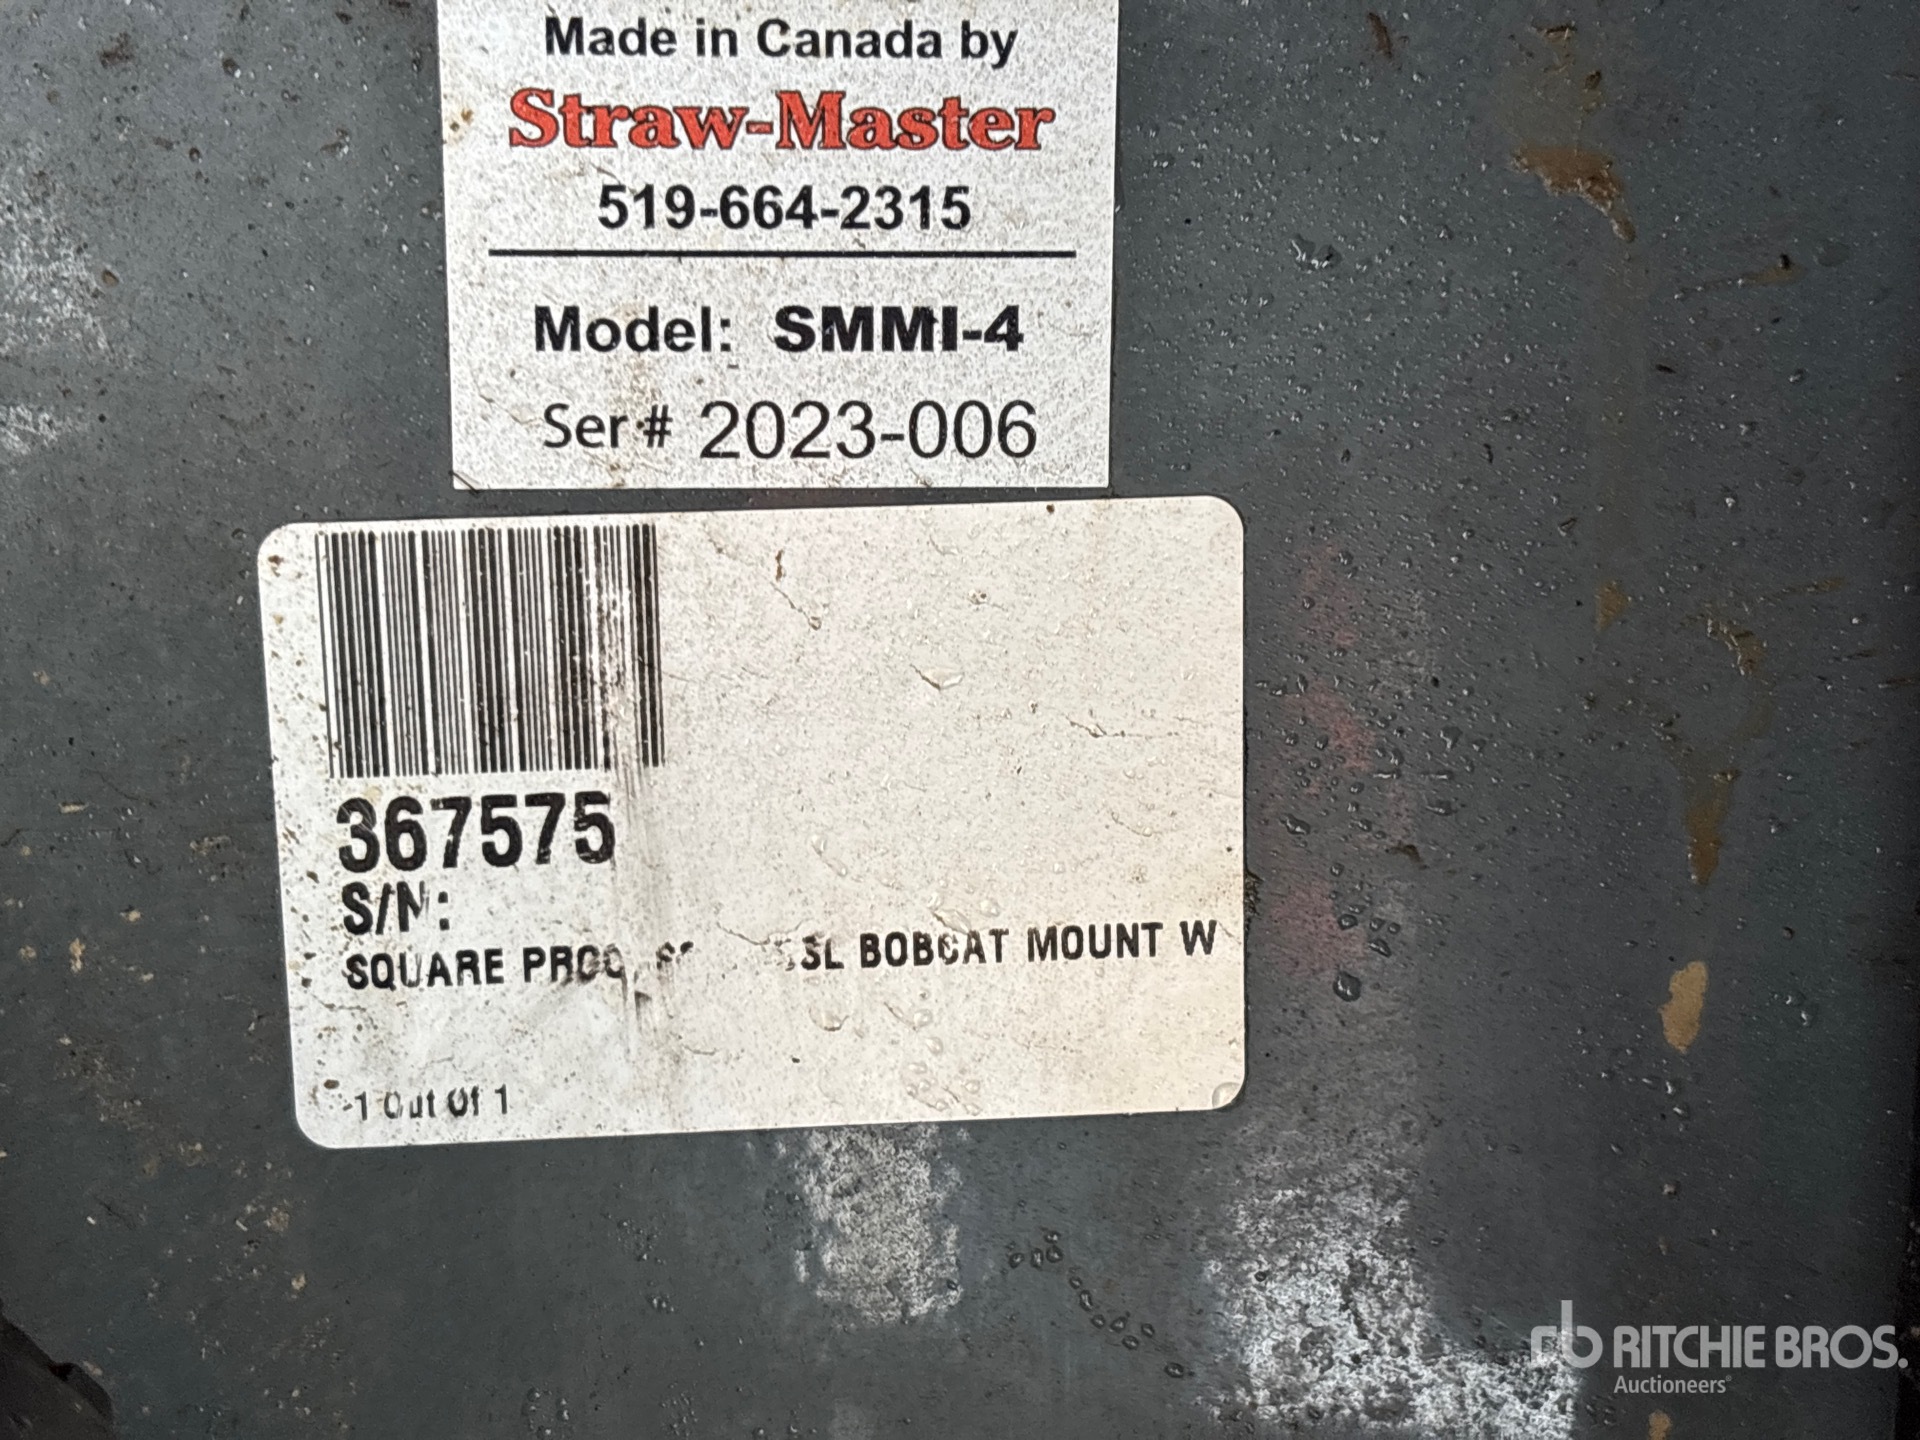 Made in Canada by
Straw-Master
519-664-2315
Model: SMMI-4
Ser # 2023-006
367575
S/N:
SQUARE BOBCAT MOUNT W
1 Out Of 1
rb RITCHIE BROS.
Auctioneers